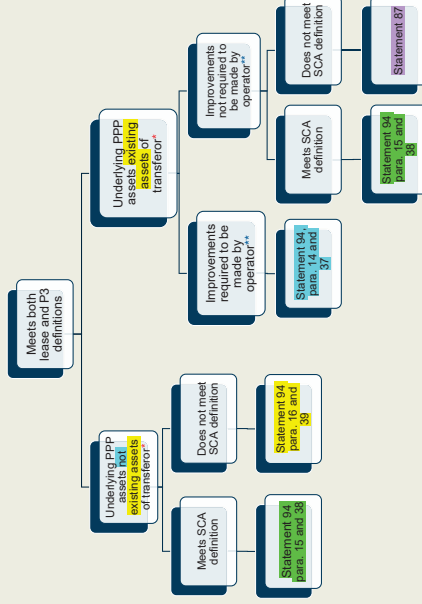 Meets both
lease and P3
definitions
Underlying PPP
assets not
existing assets
of transferor*
Underlying PPP
assets existing
assets of
transferor*
Meets SCA
definition
Does not meet
SCA definition
Improvements
required to be
made by
operator**
Improvements
not required to
be made by
operator**
Statement 94
para. 15 and 38
Statement 94
para. 16 and
39
Statement 94,
para. 14 and
37
Meets SCA
definition
Does not meet
SCA definition
Statement 94
para. 15 and
38
Statement 87